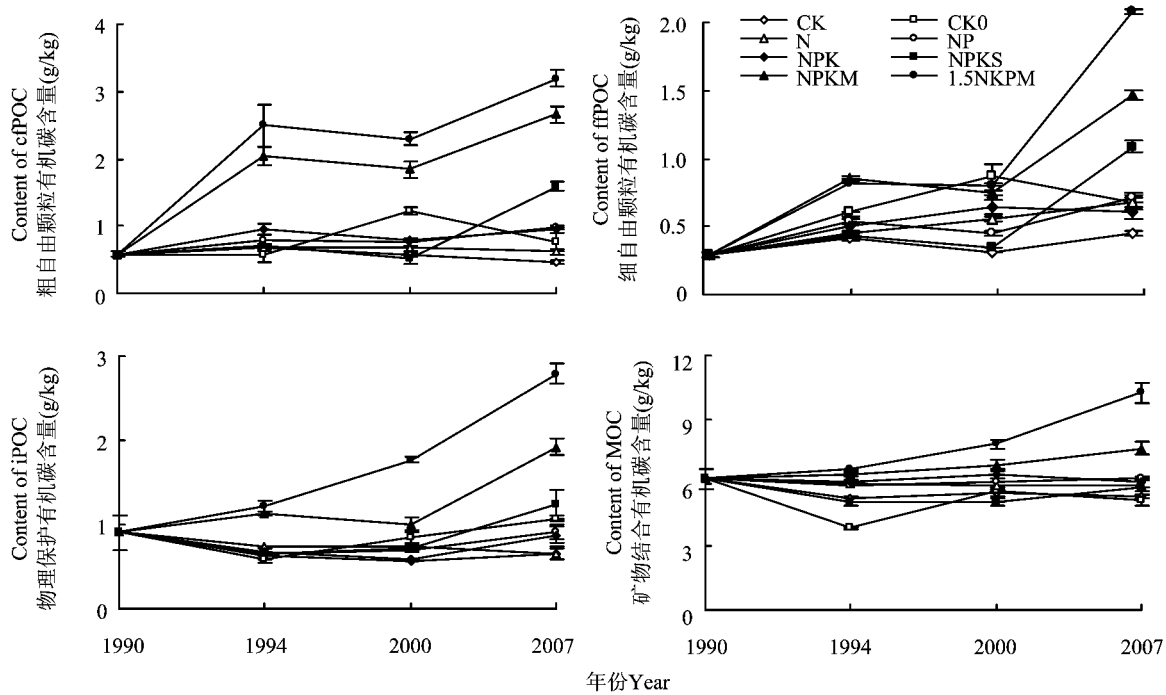 Content of cfPOC
粗自由颗粒有机碳含量(g/kg)
4
3
2
1
0
Content of ffPOC
细自由颗粒有机碳含量(g/kg)
2.0
1.5
1.0
0.5
0
CK
CK0
N
NP
NPK
NPKS
NPKM
1.5NKPM
Content of iPOC
物理保护有机碳含量(g/kg)
3
2
1
0
1990
1994
2000
2007
Content of MOC
矿物结合有机碳含量(g/kg)
12
9
6
3
0
1990
1994
2000
2007
年份Year